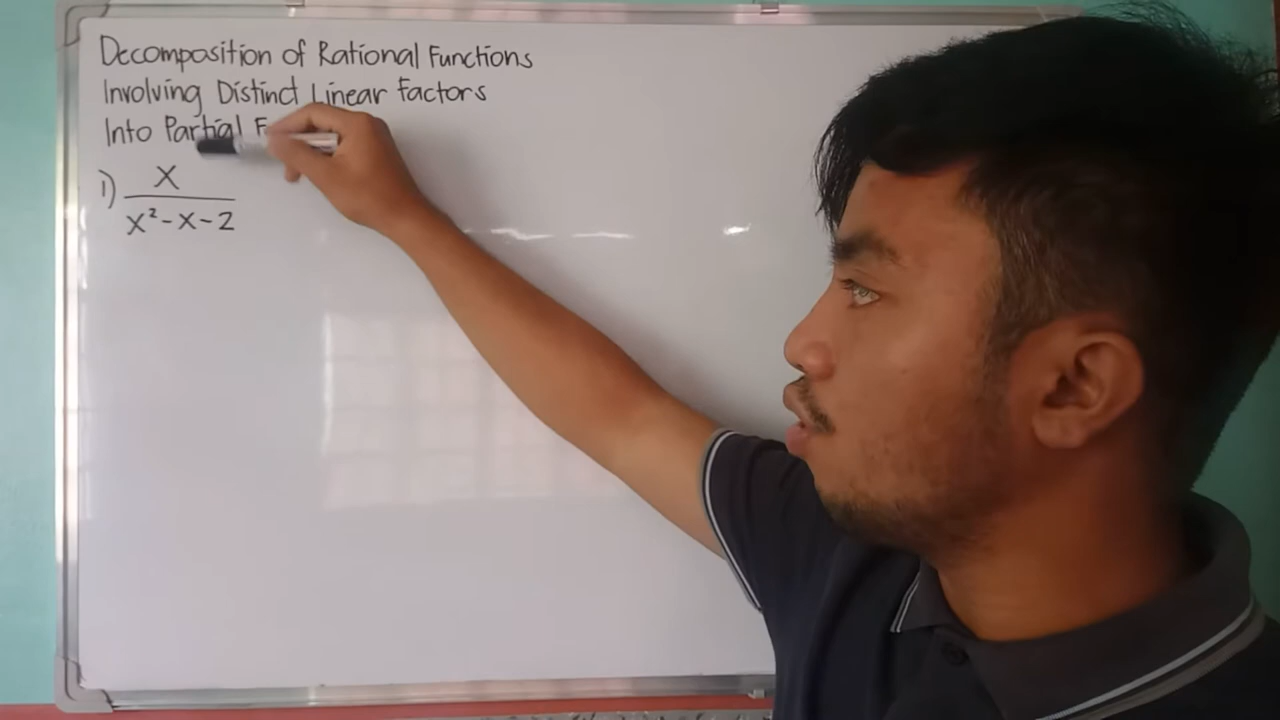 Decomposition of Rational Functions
Involving Distinct Linear Factors
Into Partial
1) x
x²-x-2